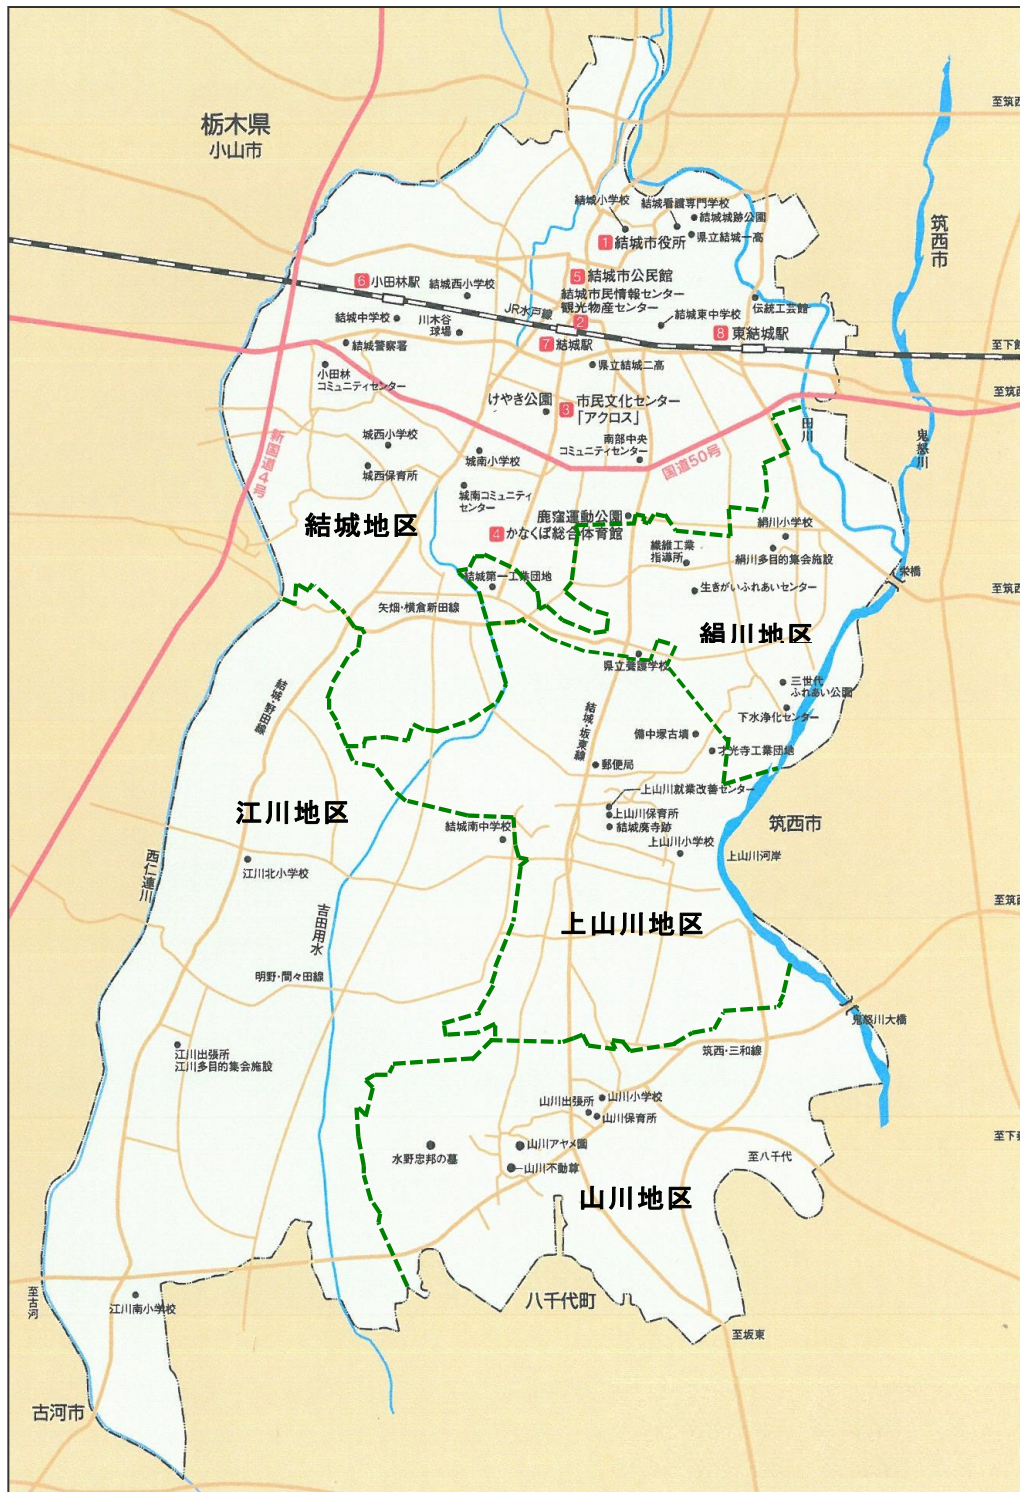 至筑西
栃木県
小山市
結城小学校
結城看護専門学校
結城城跡公園
1 結城市役所
県立結城一高
筑西市
5 結城市公民館
6 小田林駅
結城西小学校
結城市民情報センター
観光物産センター
2
伝統工芸館
JR水戸線
結城中学校
川木谷
球場
結城東中学校
8 東結城駅
7 結城駅
結城警察署
至下館
小田林
コミュニティセンター
県立結城二高
けやき公園
3 市民文化センター
「アクロス」
至筑西
田川
鬼怒川
新国道4号
城西小学校
城南小学校
南部中央
コミュニティセンター
国道50号
城西保育所
城南コミュニティ
センター
結城地区
鹿窪運動公園
4 かなくぼ総合体育館
絹川小学校
繊維工業
指導所
絹川多目的集会施設
栄橋
結城第一工業団地
生きがいふれあいセンター
至筑西
矢畑・横倉新田線
絹川地区
県立養護学校
三世代
ふれあい公園
結城・野田線
結城・坂東線
下水浄化センター
備中塚古墳
才光寺工業団地
郵便局
上山川就業改善センター
江川地区
上山川保育所
結城廃寺跡
筑西市
結城南中学校
上山川小学校
上山川河岸
西仁連川
江川北小学校
吉田用水
上山川地区
至筑西
明野・間々田線
鬼怒川大橋
江川出張所
江川多目的集会施設
筑西・三和線
山川小学校
山川出張所
山川保育所
山川アヤメ園
水野忠邦の墓
山川不動尊
至八千代
山川地区
至古河
江川南小学校
八千代町
至坂東
古河市